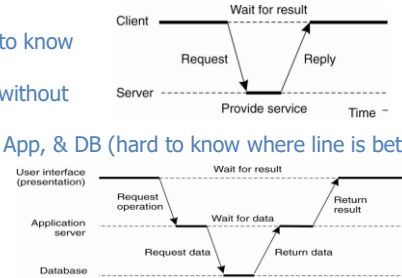 Wait for result
Client
to know
Request
Reply
without
Server
Provide service
Time
App, & DB (hard to know where line is bet
User interface
(presentation)
Wait for result
Request
operation
Return
result
Application
server
Wait for data
Request data
Return data
Database